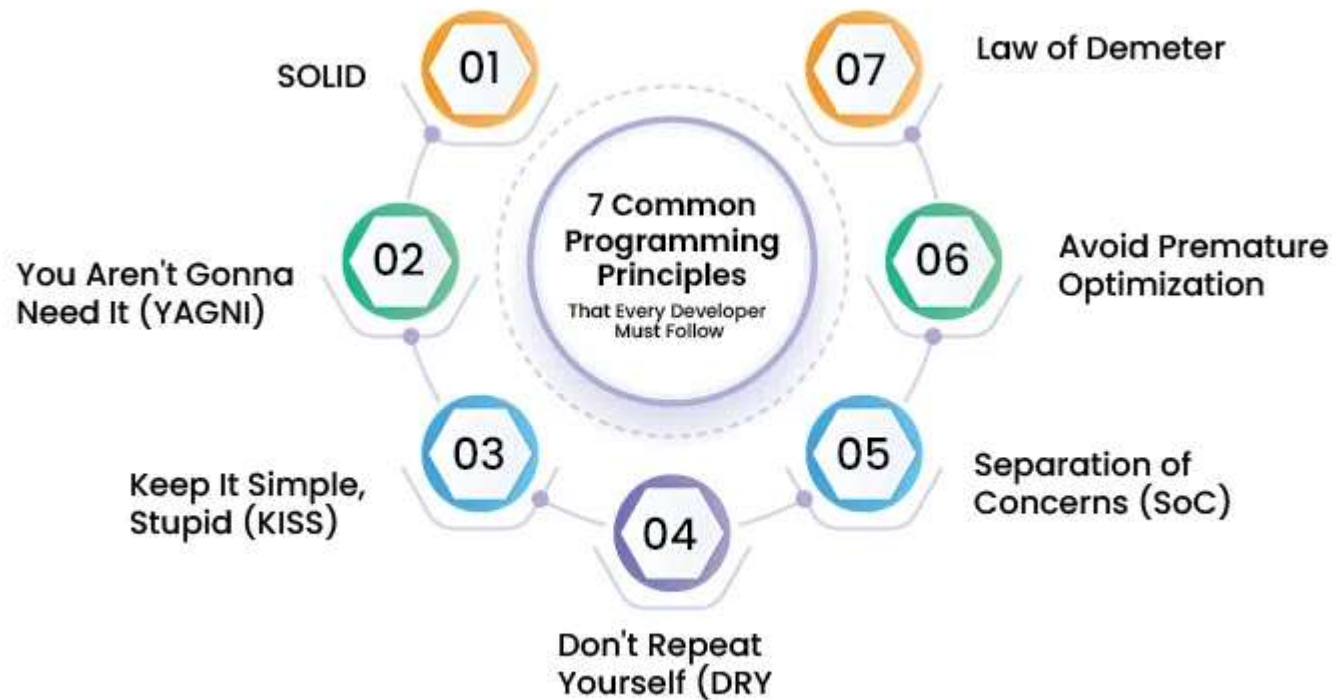 7 Common
Programming
Principles
That Every Developer
Must Follow
01
SOLID
02
You Aren't Gonna
Need It (YAGNI)
03
Keep It Simple,
Stupid (KISS)
04
Don't Repeat
Yourself (DRY
05
Separation of
Concerns (SoC)
06
Avoid Premature
Optimization
07
Law of Demeter